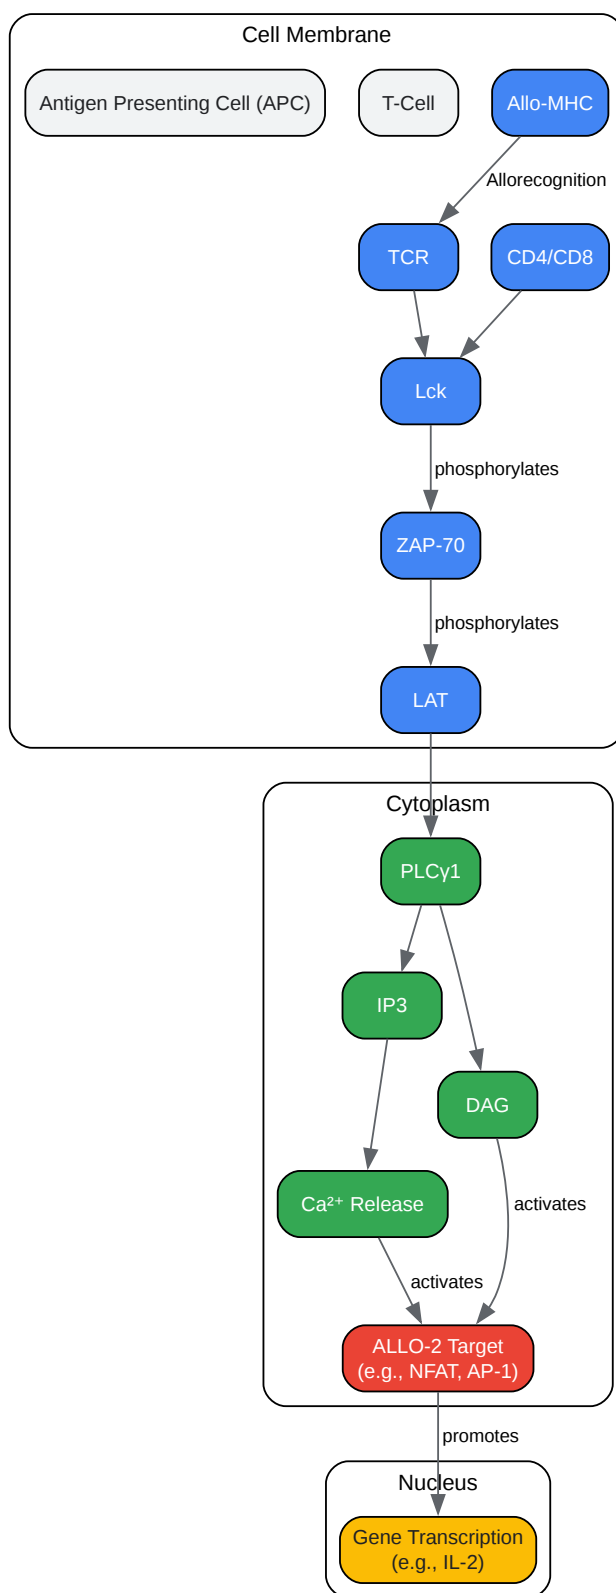 Cell Membrane
Antigen Presenting Cell (APC)
T-Cell
Allo-MHC
Allorecognition
TCR
CD4/CD8
Lck
phosphorylates
ZAP-70
phosphorylates
LAT
Cytoplasm
PLCγ1
IP3
DAG
Ca²⁺ Release
activates
activates
ALLO-2 Target
(e.g., NFAT, AP-1)
promotes
Nucleus
Gene Transcription
(e.g., IL-2)